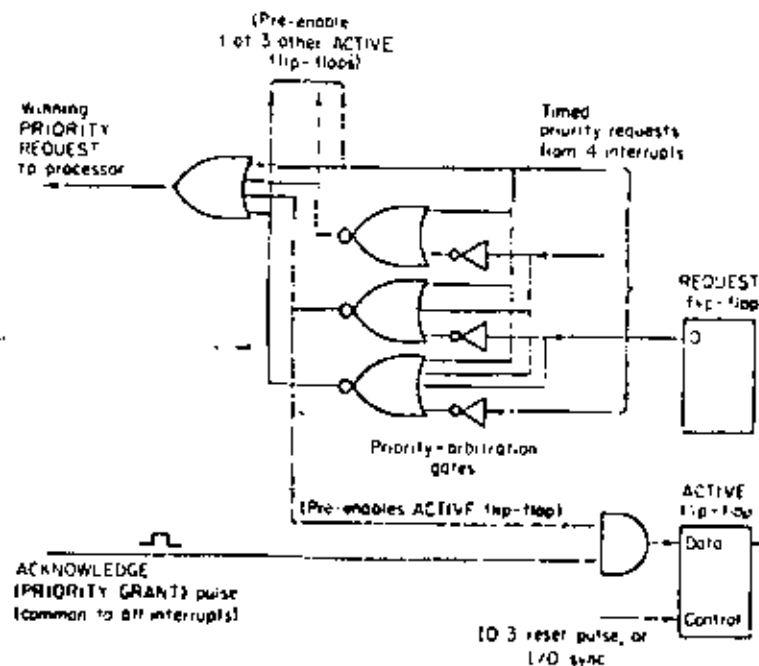 (Pre-enable
1 of 3 other ACTIVE
flip-flops)
Winning
PRIORITY
REQUEST
to processor
Timed
priority requests
from 4 interrupts
REQUEST
flip-flop
Priority-arbitration
gates
(Pre-enables ACTIVE flip-flop)
ACTIVE
flip-flop
Data
ACKNOWLEDGE
(PRIORITY GRANT) pulse
(common to all interrupts)
Control
IO 3 reset pulse, or
I/O sync